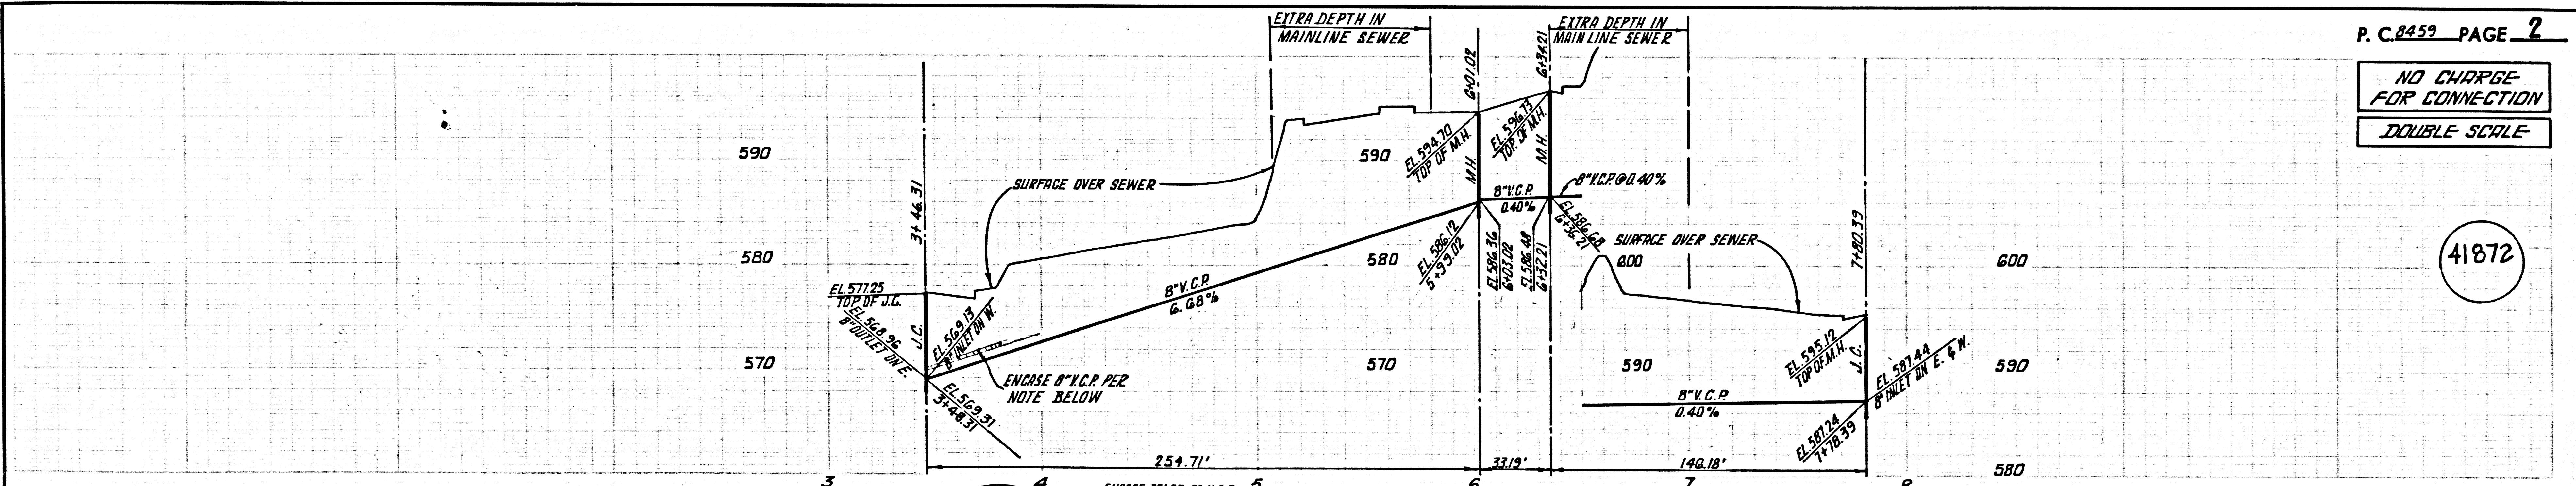 P. C. 8459 PAGE 2
NO CHARGE
FOR CONNECTION
DOUBLE SCALE
41872
EXTRA DEPTH IN
MAINLINE SEWER
EXTRA DEPTH IN
MAINLINE SEWER
6+01.02
6+34.21
590
590
3+46.31
SURFACE OVER SEWER
EL. 594.70
TOP OF M.H.
M.H.
EL. 596.73
TOP OF M.H.
M.H.
8" V.C.P.
0.40%
8" V.C.P. @ 0.40%
EL. 586.12
5+99.02
EL. 586.36
6+03.02
EL. 586.48
6+32.21
EL. 586.68
6+36.21
SURFACE OVER SEWER
7+80.39
580
580
600
600
EL. 577.25
TOP OF J.C.
EL. 568.96
8" OUTLET ON E.
J.C.
EL. 569.13
8" INLET ON W.
8" V.C.P.
6.68%
570
570
590
590
ENCASE 8" V.C.P. PER
NOTE BELOW
EL. 569.31
3+48.31
EL. 595.12
TOP OF M.H.
J.C.
EL. 587.44
8" INLET ON E. & W.
8" V.C.P.
0.40%
EL. 587.24
7+78.39
254.71'
33.19'
146.18'
580
3
4
5
6
7
8